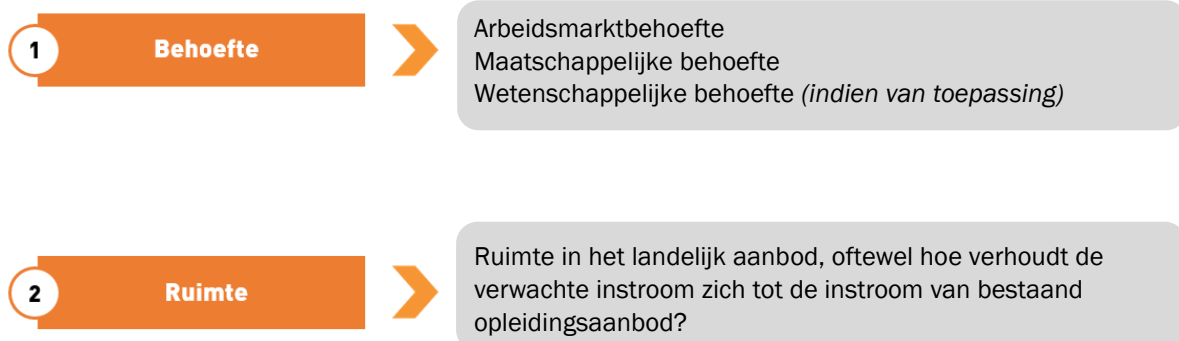 1
Behoefte
Arbeidsmarktbehoefte
Maatschappelijke behoefte
Wetenschappelijke behoefte (indien van toepassing)
2
Ruimte
Ruimte in het landelijk aanbod, oftewel hoe verhoudt de
verwachte instroom zich tot de instroom van bestaand
opleidingsaanbod?